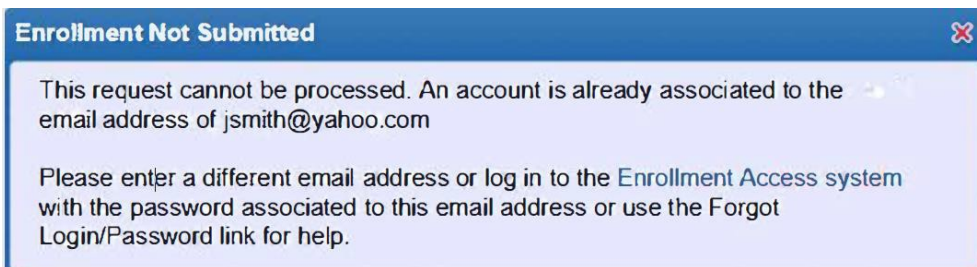 Enrollment Not Submitted
This request cannot be processed. An account is already associated to the
email address of jsmith@yahoo.com
Please enter a different email address or log in to the Enrollment Access system
with the password associated to this email address or use the Forgot
Login/Password link for help.